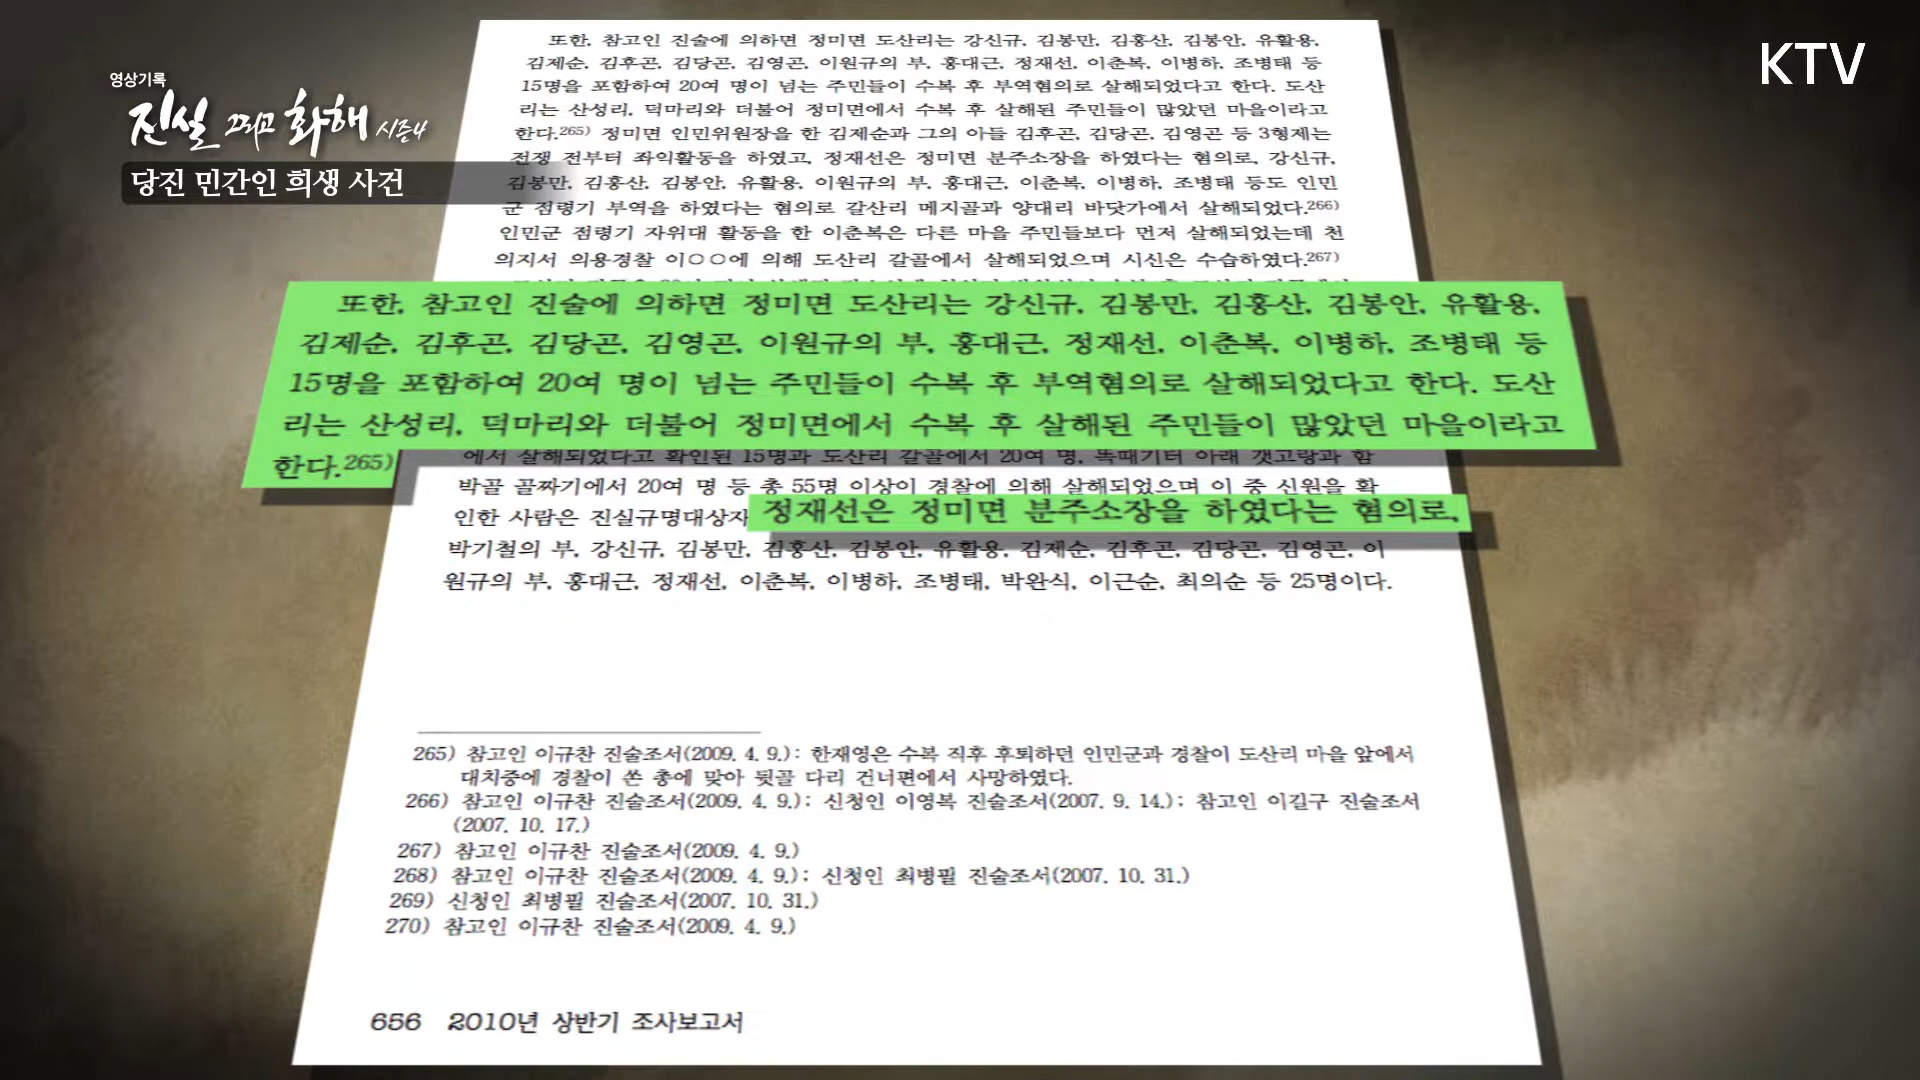 KTV
영상기록
진실 그리고 화해 시즌4
당진 민간인 희생 사건
또한, 참고인 진술에 의하면 정미면 도산리는 강신규, 김봉만, 김홍산, 김봉안, 유활용,
김제순, 김후곤, 김당곤, 김영곤, 이원규의 부, 홍대근, 정재선, 이춘복, 이병하, 조병태 등
15명을 포함하여 20여 명이 넘는 주민들이 수복 후 부역혐의로 살해되었다고 한다. 도산
리는 산성리, 덕마리와 더불어 정미면에서 수복 후 살해된 주민들이 많았던 마을이라고
한다.265) 정미면 인민위원장을 한 김제순과 그의 아들 김후곤, 김당곤, 김영곤 등 3형제는
전쟁 전부터 좌익활동을 하였고, 정재선은 정미면 분주소장을 하였다는 혐의로, 강신규,
김봉만, 김홍산, 김봉안, 유활용, 이원규의 부, 홍대근, 이춘복, 이병하, 조병태 등도 인민
군 점령기 부역을 하였다는 혐의로 갈산리 메지골과 양대리 바닷가에서 살해되었다.266)
인민군 점령기 자위대 활동을 한 이춘복은 다른 마을 주민들보다 먼저 살해되었는데 천
의지서 의용경찰 이○○에 의해 도산리 갈골에서 살해되었으며 시신은 수습하였다.267)
또한, 참고인 진술에 의하면 정미면 도산리는 강신규, 김봉만, 김홍산, 김봉안, 유활용,
김제순, 김후곤, 김당곤, 김영곤, 이원규의 부, 홍대근, 정재선, 이춘복, 이병하, 조병태 등
15명을 포함하여 20여 명이 넘는 주민들이 수복 후 부역혐의로 살해되었다고 한다. 도산
리는 산성리, 덕마리와 더불어 정미면에서 수복 후 살해된 주민들이 많았던 마을이라고
한다.265)
에서 살해되었다고 확인된 15명과 도산리 갈골에서 20여 명, 똑때기터 아래 갯고랑과 함
박골 골짜기에서 20여 명 등 총 55명 이상이 경찰에 의해 살해되었으며 이 중 신원을 확
인한 사람은 진실규명대상자
정재선은 정미면 분주소장을 하였다는 혐의로,
박기철의 부, 강신규, 김봉만, 김홍산, 김봉안, 유활용, 김제순, 김후곤, 김당곤, 김영곤, 이
원규의 부, 홍대근, 정재선, 이춘복, 이병하, 조병태, 박완식, 이근순, 최의순 등 25명이다.
265) 참고인 이규찬 진술조서(2009. 4. 9.); 한재영은 수복 직후 후퇴하던 인민군과 경찰이 도산리 마을 앞에서
대치중에 경찰이 쏜 총에 맞아 뒷골 다리 건너편에서 사망하였다.
266) 참고인 이규찬 진술조서(2009. 4. 9.); 신청인 이영복 진술조서(2007. 9. 14.); 참고인 이길구 진술조서
(2007. 10. 17.)
267) 참고인 이규찬 진술조서(2009. 4. 9.)
268) 참고인 이규찬 진술조서(2009. 4. 9.); 신청인 최병필 진술조서(2007. 10. 31.)
269) 신청인 최병필 진술조서(2007. 10. 31.)
270) 참고인 이규찬 진술조서(2009. 4. 9.)
656 2010년 상반기 조사보고서